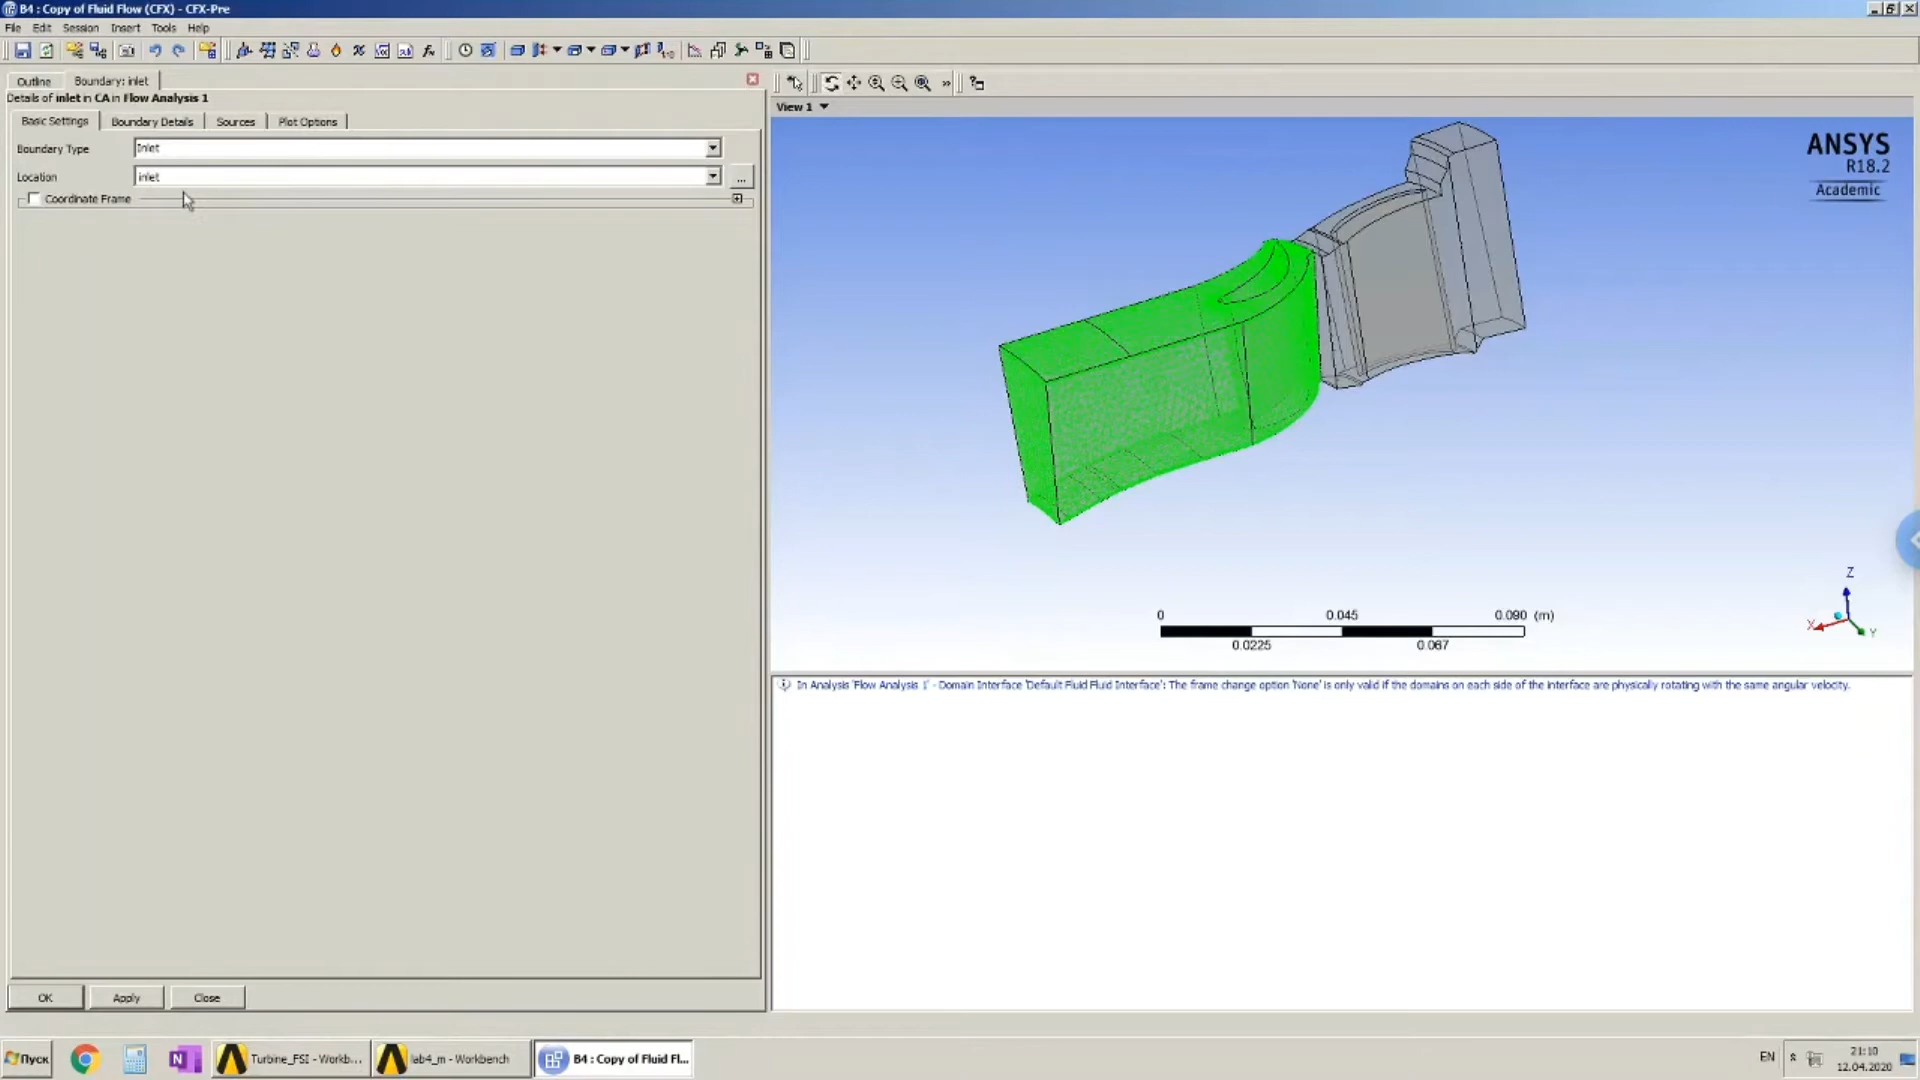 B4 : Copy of Fluid Flow (CFX) - CFX-Pre
File Edit Session Insert Tools Help
Outline Boundary: inlet
Details of inlet in CA in Flow Analysis 1
Basic Settings Boundary Details Sources Plot Options
Boundary Type Inlet
Location inlet
...
Coordinate Frame
OK Apply Close
View 1
ANSYS
R18.2
Academic
0 0.045 0.090 (m)
0.0225 0.067
Z
X
Y
In Analysis 'Flow Analysis 1' - Domain Interface 'Default Fluid Fluid Interface': The frame change option 'None' is only valid if the domains on each side of the interface are physically rotating with the same angular velocity.
Пуск
Turbine_FSI - Workb...
lab4_m - Workbench
B4 : Copy of Fluid Fl...
EN
21:10
12.04.2020